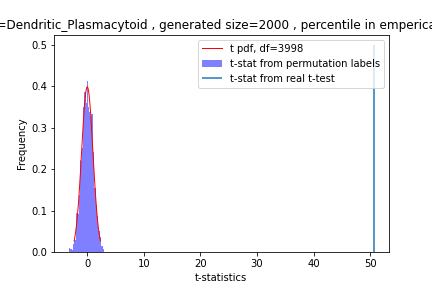 =Dendritic_Plasmacytoid , generated size=2000 , percentile in emperica
t pdf, df=3998
t-stat from permutation labels
t-stat from real t-test
Frequency
0.5
0.4
0.3
0.2
0.1
0.0
0 10 20 30 40 50
t-statistics